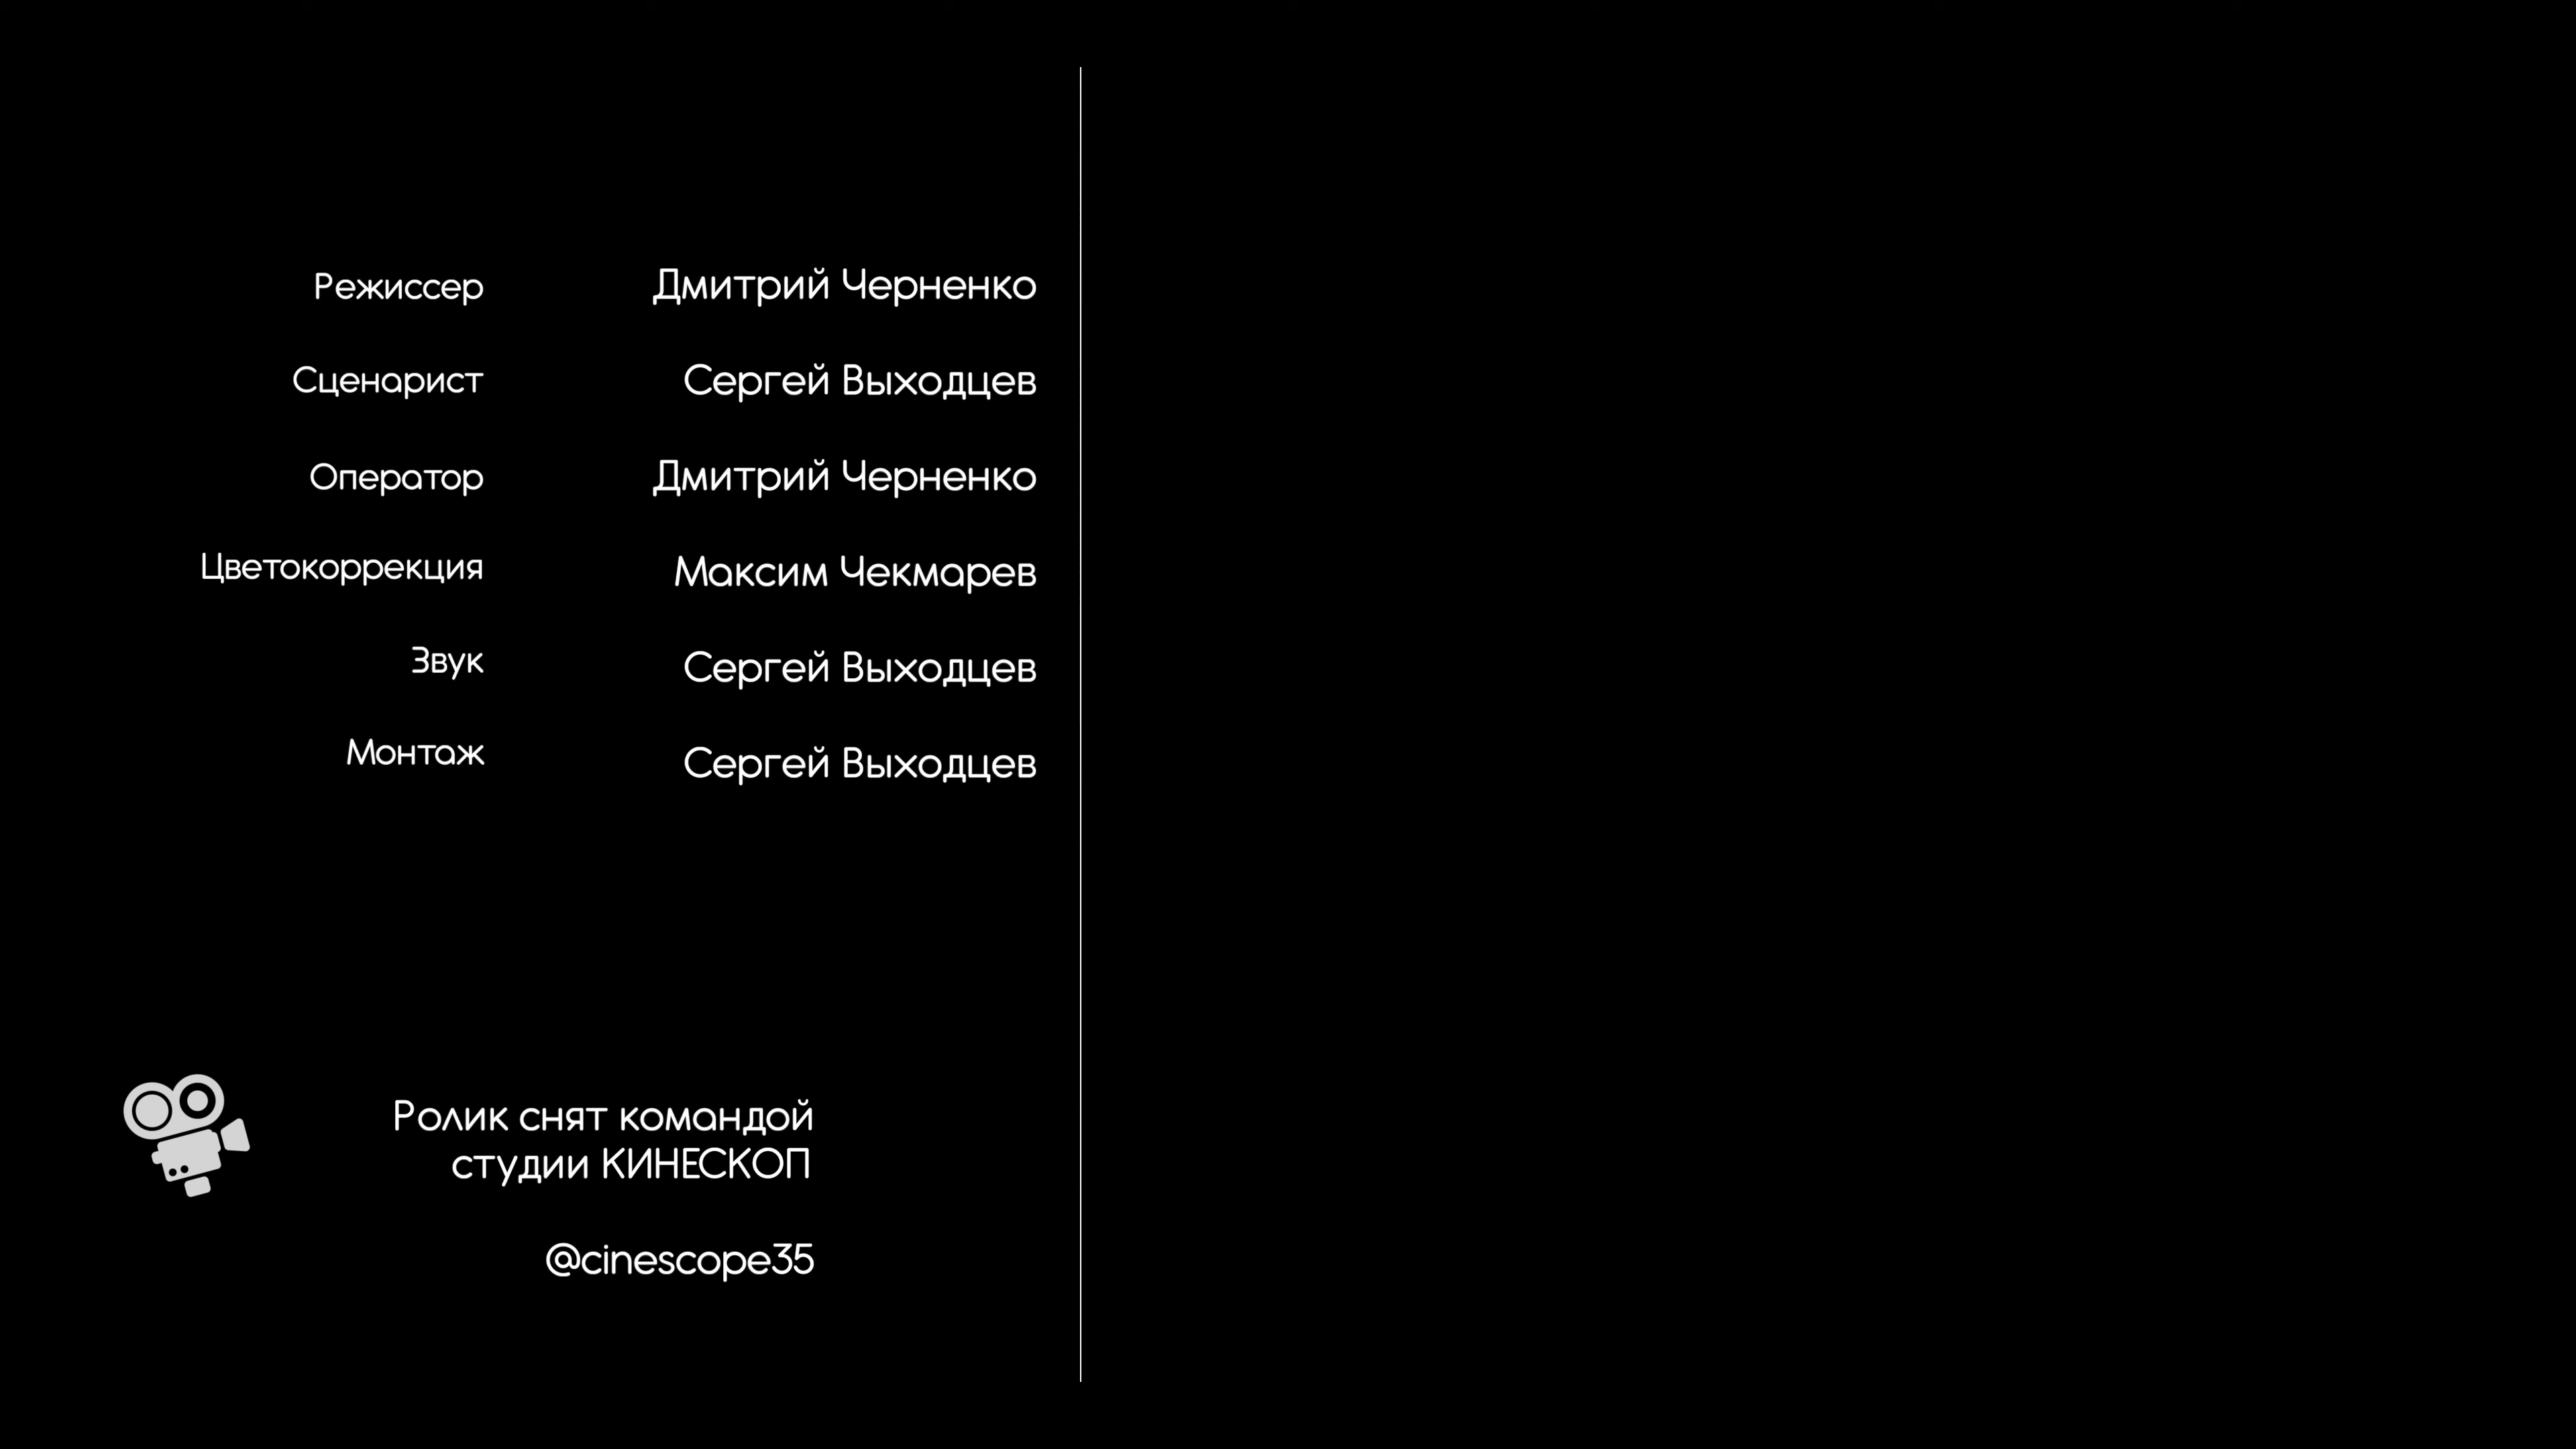 Режиссер Дмитрий Черненко
Сценарист Сергей Выходцев
Оператор Дмитрий Черненко
Цветокоррекция Максим Чекмарев
Звук Сергей Выходцев
Монтаж Сергей Выходцев
Ролик снят командой
студии КИНЕСКОП
@cinescope35